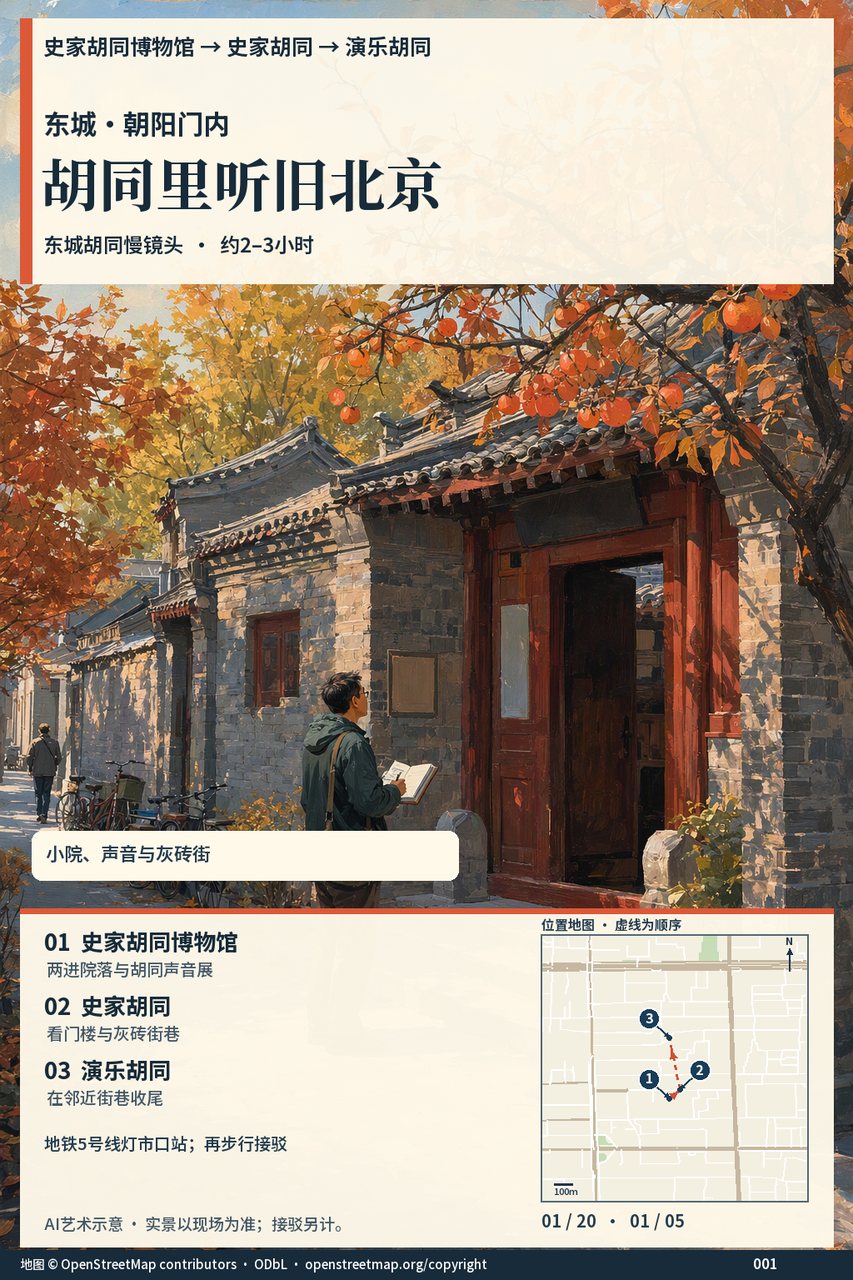 史家胡同博物馆 → 史家胡同 → 演乐胡同
东城·朝阳门内
胡同里听旧北京
东城胡同慢镜头 · 约2–3小时
小院、声音与灰砖街
01 史家胡同博物馆
两进院落与胡同声音展
02 史家胡同
看门楼与灰砖街巷
03 演乐胡同
在邻近街巷收尾
地铁5号线灯市口站；再步行接驳
AI艺术示意 · 实景以现场为准；接驳另计。
位置地图 · 虚线为顺序
N
3
2
1
100m
01 / 20 · 01 / 05
地图 © OpenStreetMap contributors · ODbL · openstreetmap.org/copyright
001